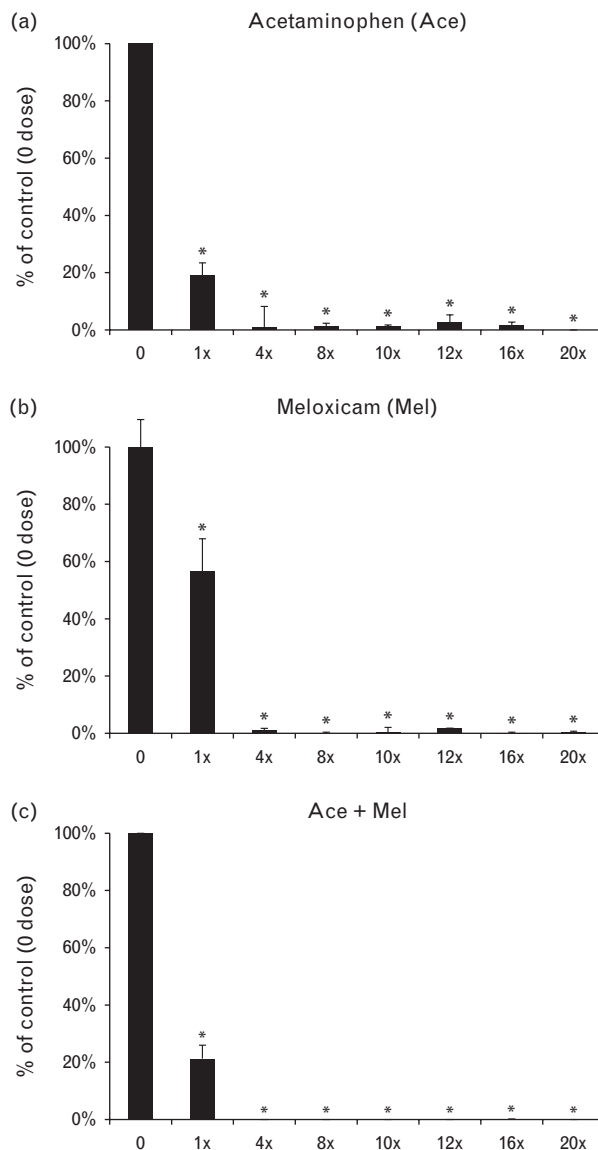 (a) Acetaminophen (Ace)
% of control (0 dose)
100%
80%
60%
40%
20%
0%
* * * * * * *
0 1x 4x 8x 10x 12x 16x 20x
(b) Meloxicam (Mel)
% of control (0 dose)
100%
80%
60%
40%
20%
0%
* * * * * * *
0 1x 4x 8x 10x 12x 16x 20x
(c) Ace + Mel
% of control (0 dose)
100%
80%
60%
40%
20%
0%
* * * * * * *
0 1x 4x 8x 10x 12x 16x 20x